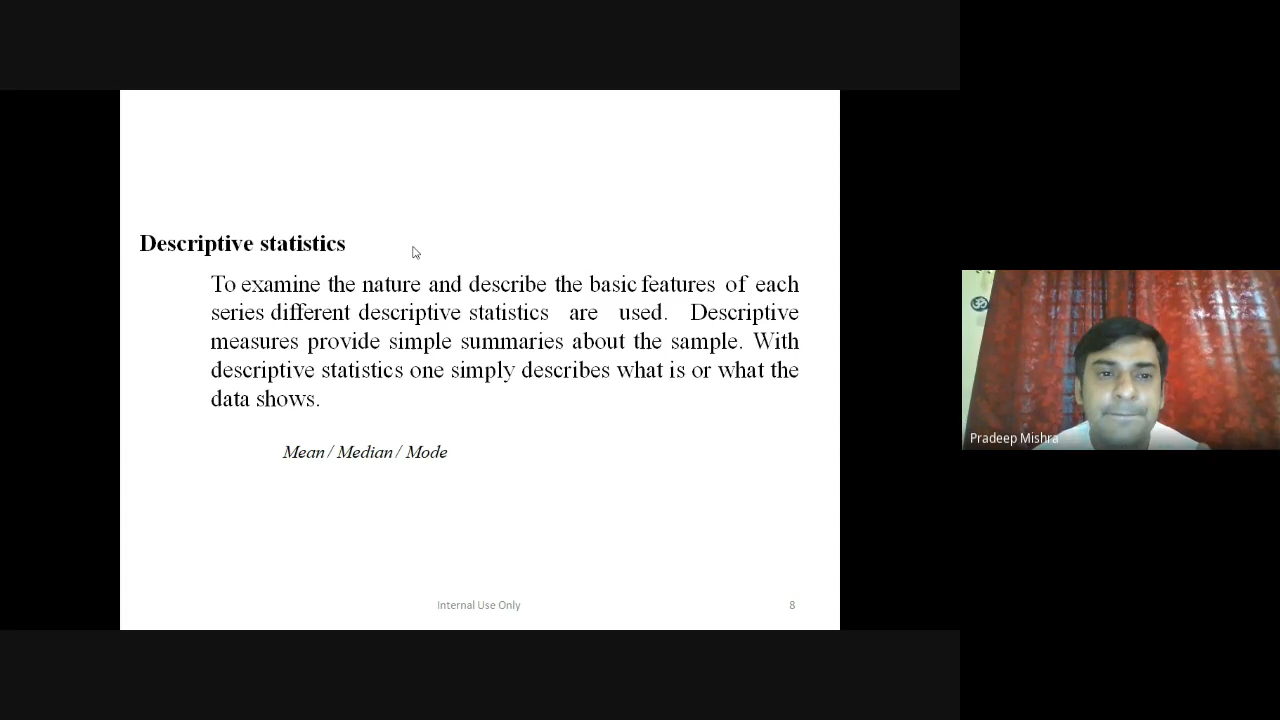 Descriptive statistics
To examine the nature and describe the basic features of each
series different descriptive statistics are used. Descriptive
measures provide simple summaries about the sample. With
descriptive statistics one simply describes what is or what the
data shows.
Mean / Median / Mode
Internal Use Only
8
Pradeep Mishra